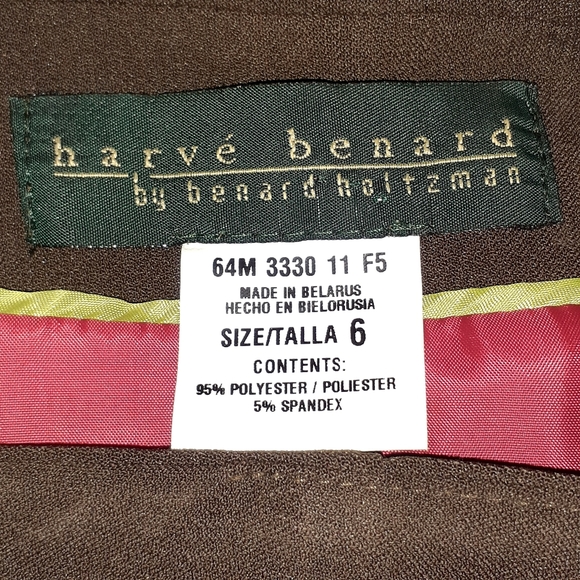 harvé benard
by benard holtzman
64M 3330 11 F5
MADE IN BELARUS
HECHO EN BIELORUSIA
SIZE/TALLA 6
CONTENTS:
95% POLYESTER / POLIESTER
5% SPANDEX